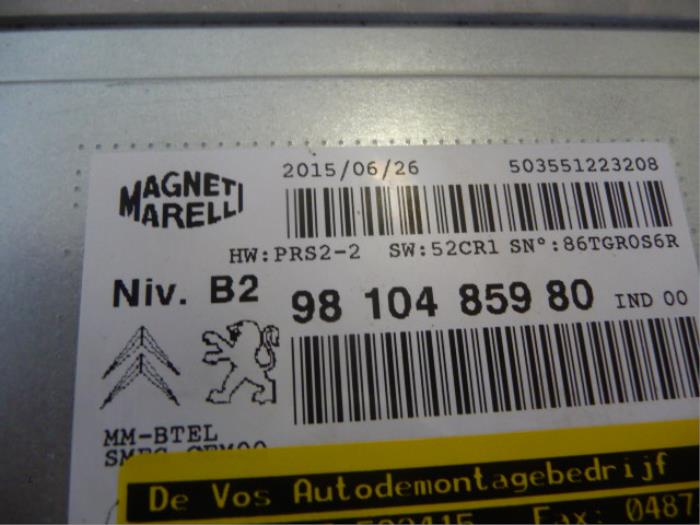 2015/06/26 503551223208
MAGNETI
MARELLI
HW:PRS2-2 SW:52CR1 SN°:86TGR0S6R
Niv. B2 98 104 859 80 IND 00
MM-BTEL
De Vos Autodemontagebedrijf
Fax: 0487